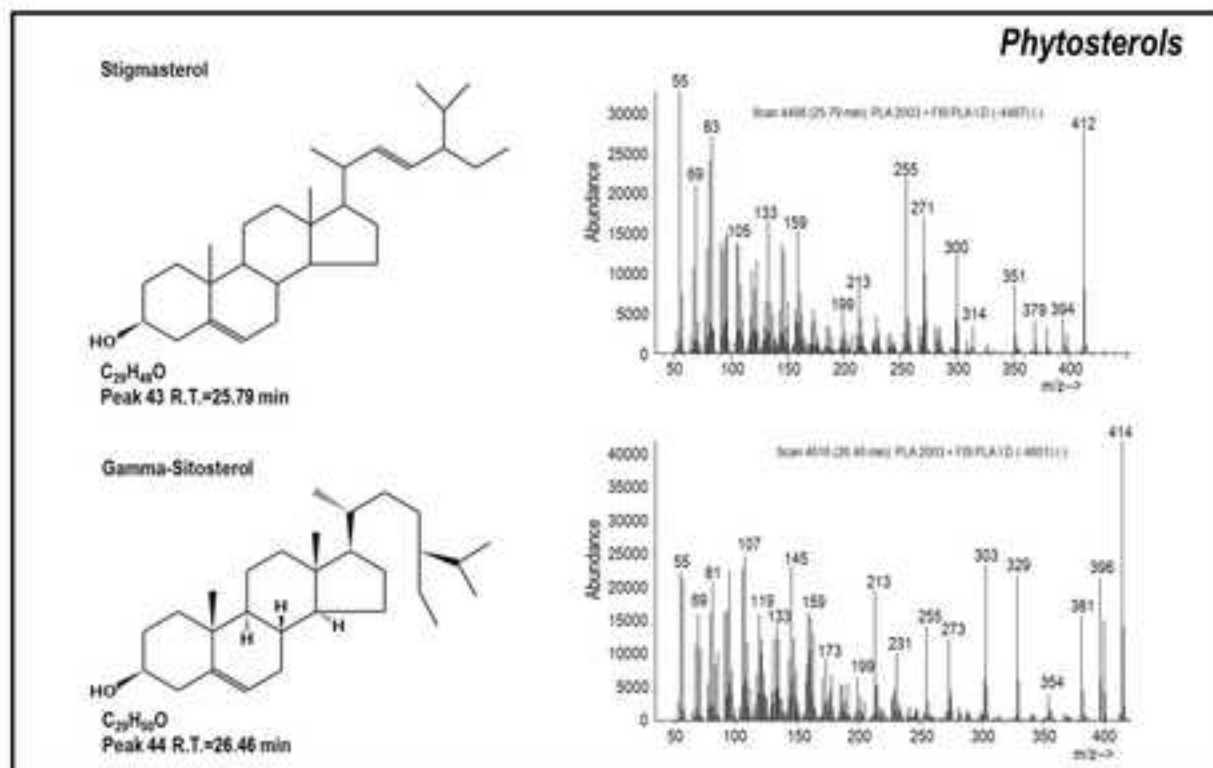 Phytosterols
Stigmasterol
HO
C₂₉H₄₈O
Peak 43 R.T.=25.79 min
Abundance
30000
25000
20000
15000
10000
5000
0
55
69
83
105
133
159
199
213
255
271
300
314
351
379
394
412
50 100 150 200 250 300 350 400
m/z-->
Gamma-Sitosterol
H
H
H
HO
C₂₉H₅₀O
Peak 44 R.T.=26.46 min
Abundance
40000
35000
30000
25000
20000
15000
10000
5000
0
55
69
81
107
119
133
145
159
173
199
213
231
255
273
303
329
354
381
396
414
50 100 150 200 250 300 350 400
m/z-->